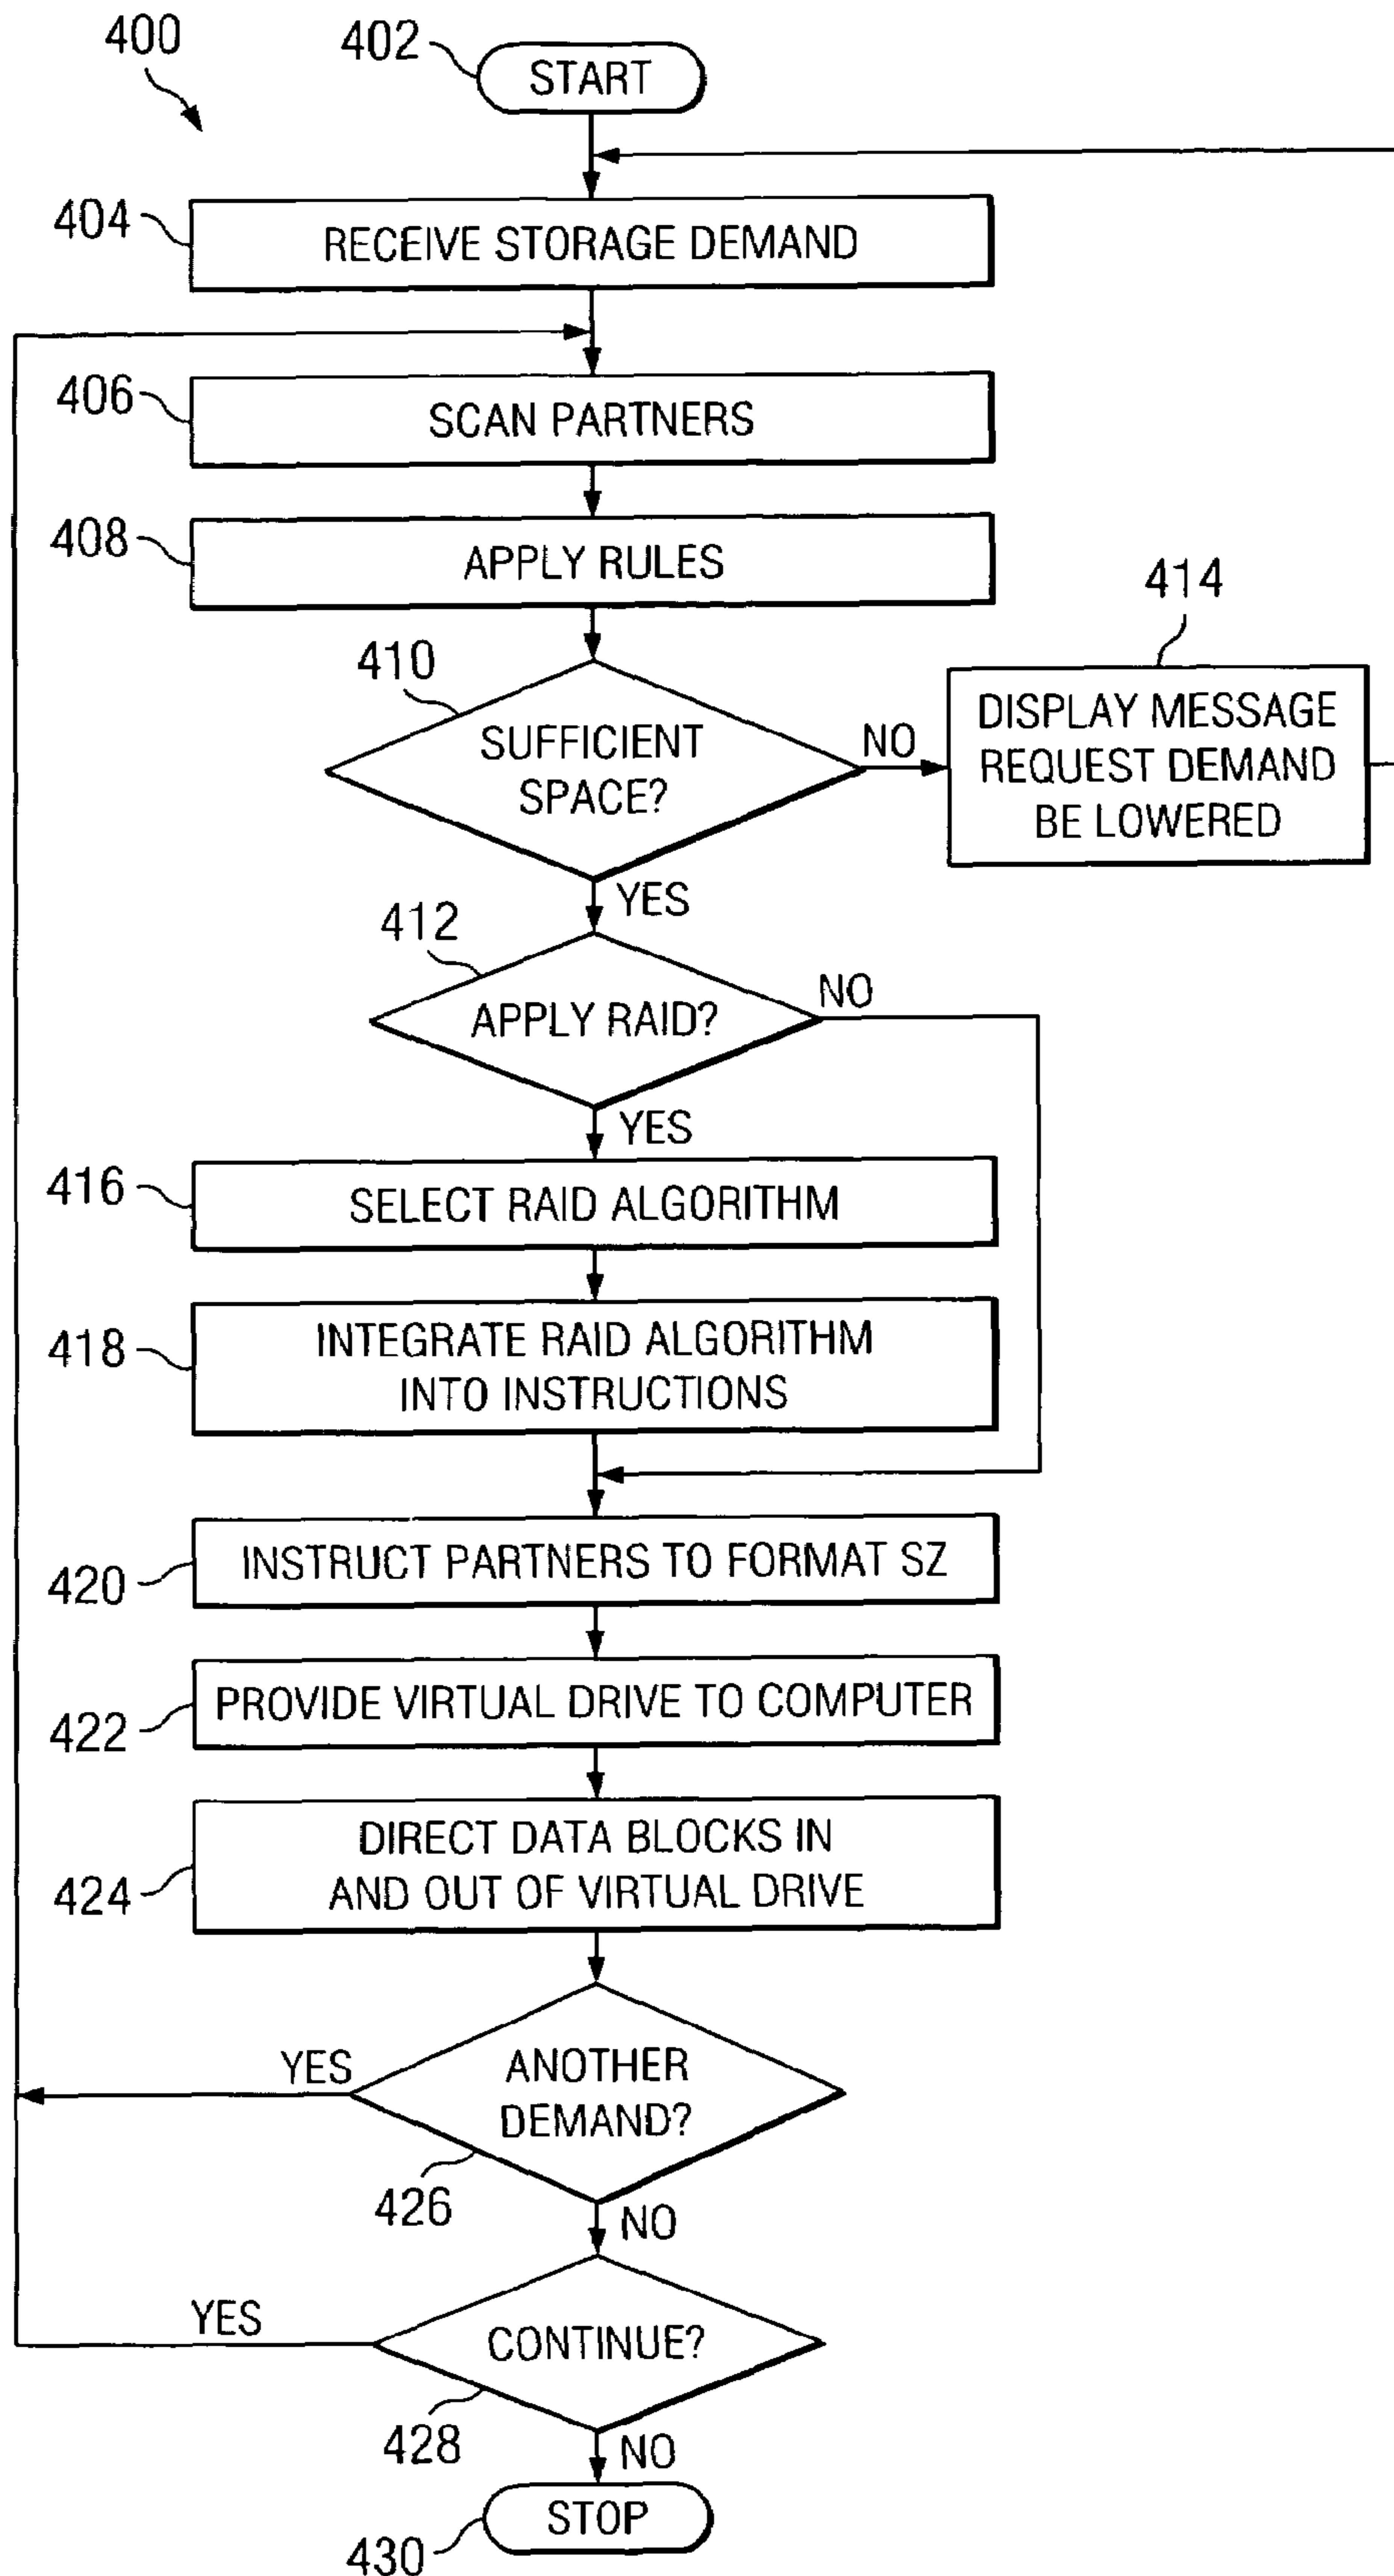 400
402
START
404
RECEIVE STORAGE DEMAND
406
SCAN PARTNERS
408
APPLY RULES
410
SUFFICIENT
SPACE?
NO
414
DISPLAY MESSAGE
REQUEST DEMAND
BE LOWERED
YES
412
APPLY RAID?
NO
YES
416
SELECT RAID ALGORITHM
418
INTEGRATE RAID ALGORITHM
INTO INSTRUCTIONS
420
INSTRUCT PARTNERS TO FORMAT SZ
422
PROVIDE VIRTUAL DRIVE TO COMPUTER
424
DIRECT DATA BLOCKS IN
AND OUT OF VIRTUAL DRIVE
YES
ANOTHER
DEMAND?
426
NO
YES
CONTINUE?
428
NO
STOP
430